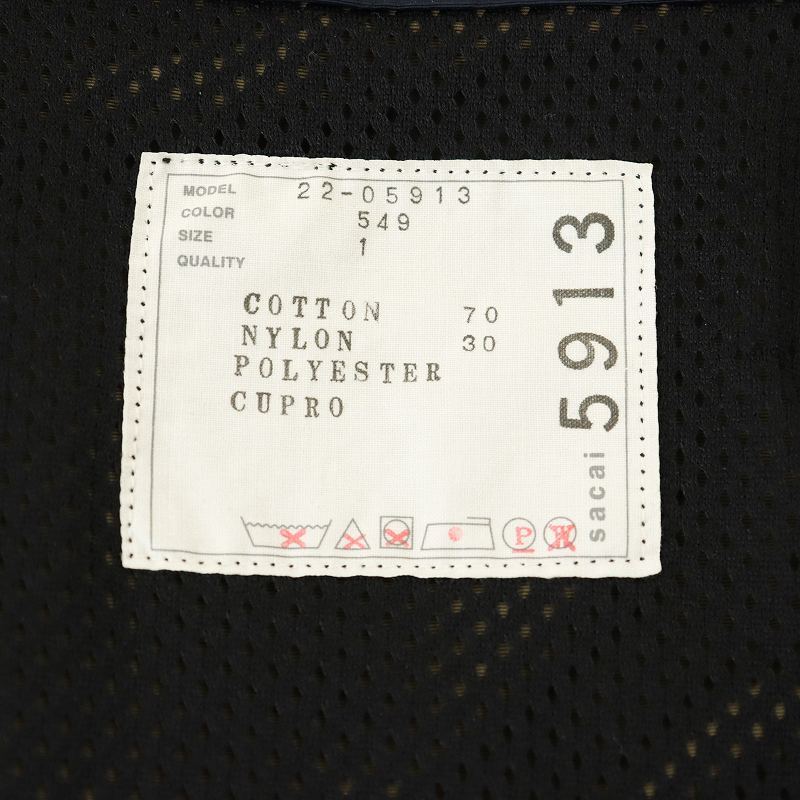 MODEL 22-05913
COLOR 549
SIZE 1
QUALITY
COTTON 70
NYLON 30
POLYESTER
CUPRO
P
W
sacai 5913